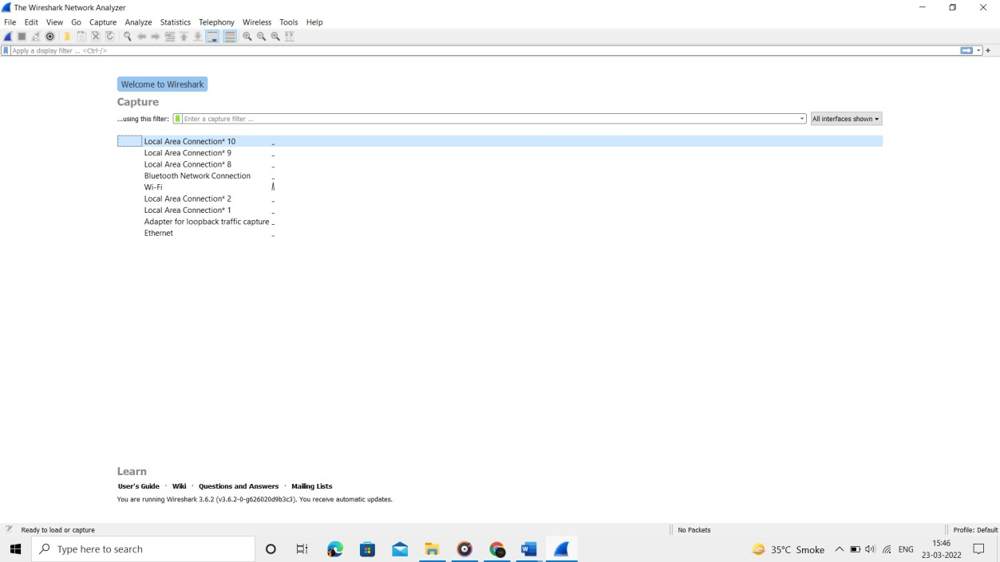 The Wireshark Network Analyzer
File Edit View Go Capture Analyze Statistics Telephony Wireless Tools Help
Apply a display filter ... <Ctrl-/>
Welcome to Wireshark
Capture
...using this filter: Enter a capture filter ... All interfaces shown
Local Area Connection* 10
Local Area Connection* 9
Local Area Connection* 8
Bluetooth Network Connection
Wi-Fi
Local Area Connection* 2
Local Area Connection* 1
Adapter for loopback traffic capture
Ethernet
Learn
User's Guide · Wiki · Questions and Answers · Mailing Lists
You are running Wireshark 3.6.2 (v3.6.2-0-g626020d9b3c3). You receive automatic updates.
Ready to load or capture No Packets Profile: Default
Type here to search 35°C Smoke ENG 15:46
23-03-2022